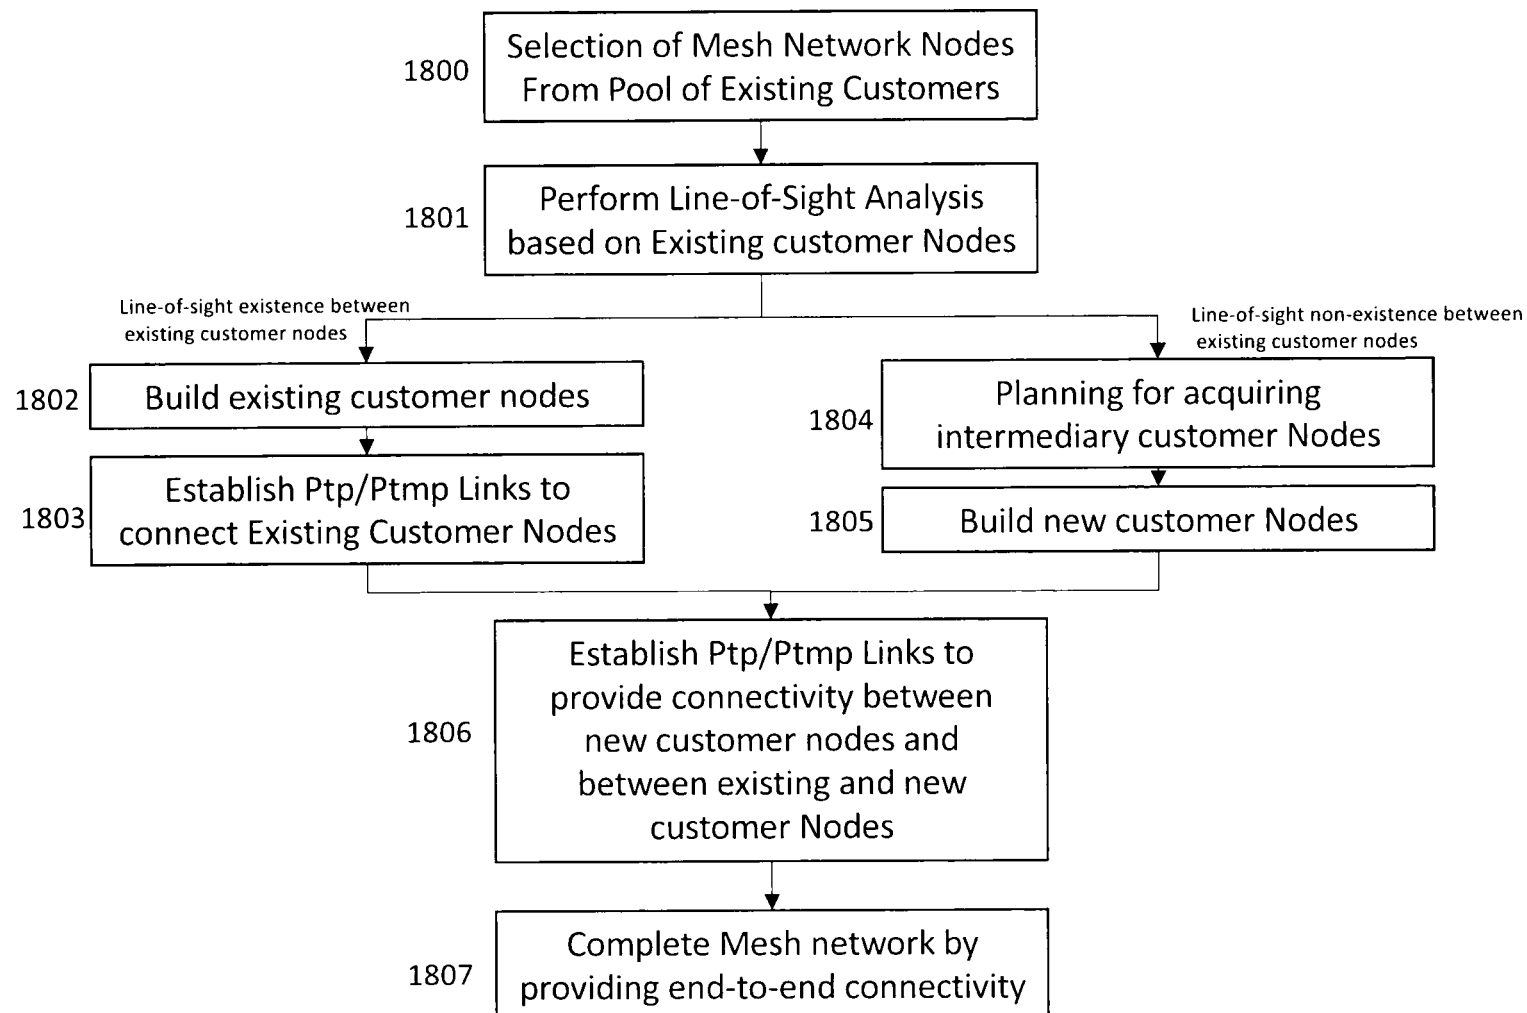 1800
Selection of Mesh Network Nodes
From Pool of Existing Customers
1801
Perform Line-of-Sight Analysis
based on Existing customer Nodes
Line-of-sight existence between
existing customer nodes
Line-of-sight non-existence between
existing customer nodes
1802
Build existing customer nodes
1803
Establish Ptp/Ptmp Links to
connect Existing Customer Nodes
1804
Planning for acquiring
intermediary customer Nodes
1805
Build new customer Nodes
1806
Establish Ptp/Ptmp Links to
provide connectivity between
new customer nodes and
between existing and new
customer Nodes
1807
Complete Mesh network by
providing end-to-end connectivity